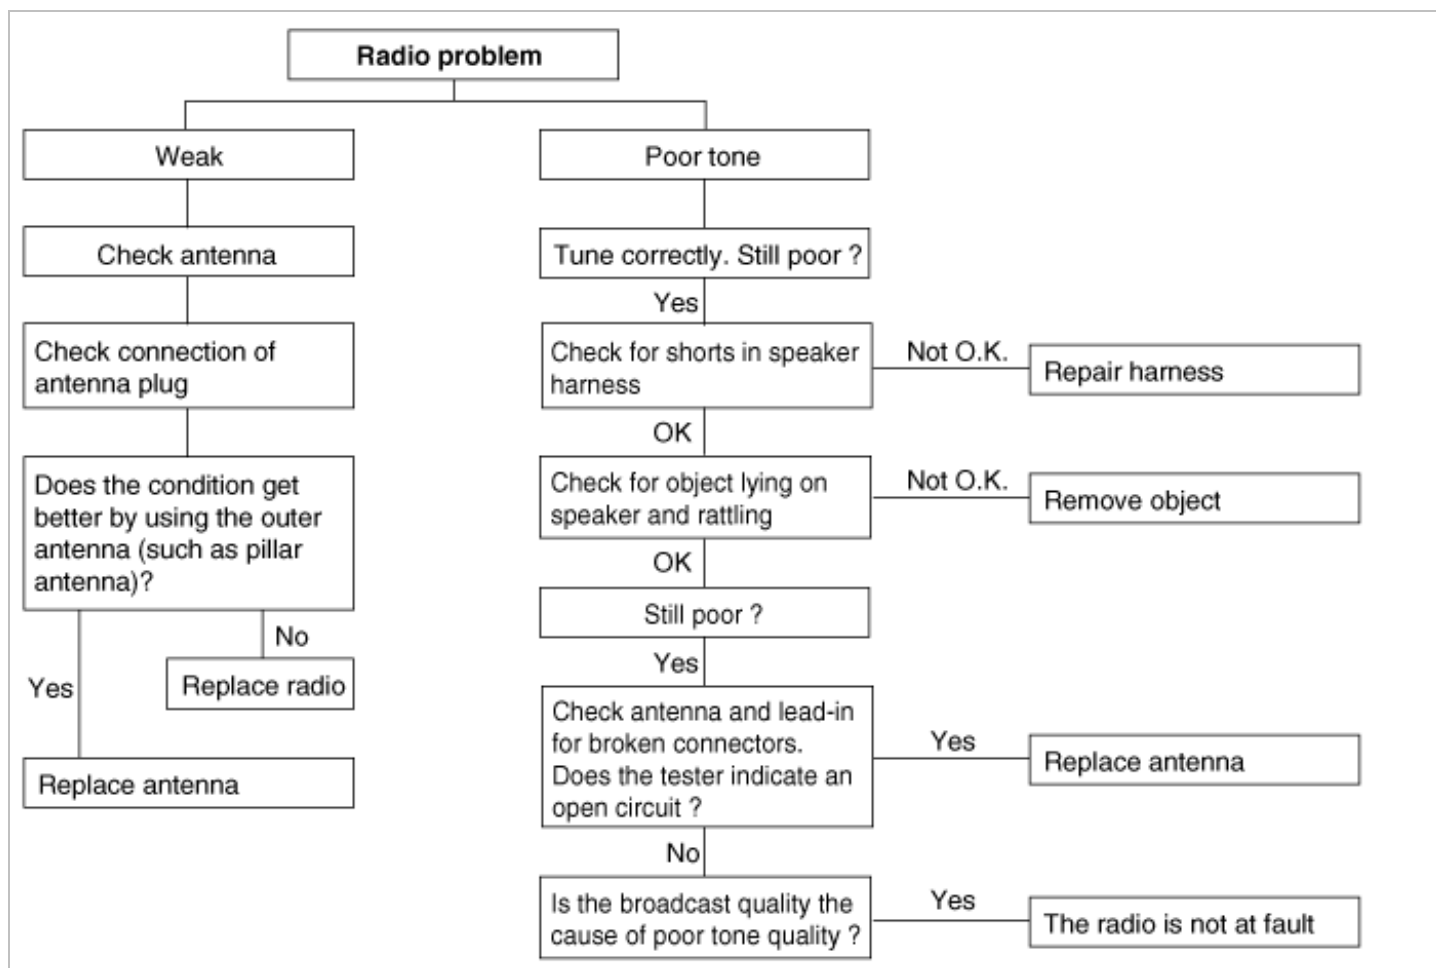 Radio problem
Weak
Poor tone
Check antenna
Tune correctly. Still poor ?
Yes
Check connection of
antenna plug
Check for shorts in speaker
harness
Not O.K.
Repair harness
OK
Does the condition get
better by using the outer
antenna (such as pillar
antenna)?
Check for object lying on
speaker and rattling
Not O.K.
Remove object
OK
Still poor ?
No
Replace radio
Yes
Replace antenna
Yes
Check antenna and lead-in
for broken connectors.
Does the tester indicate an
open circuit ?
Yes
Replace antenna
No
Is the broadcast quality the
cause of poor tone quality ?
Yes
The radio is not at fault